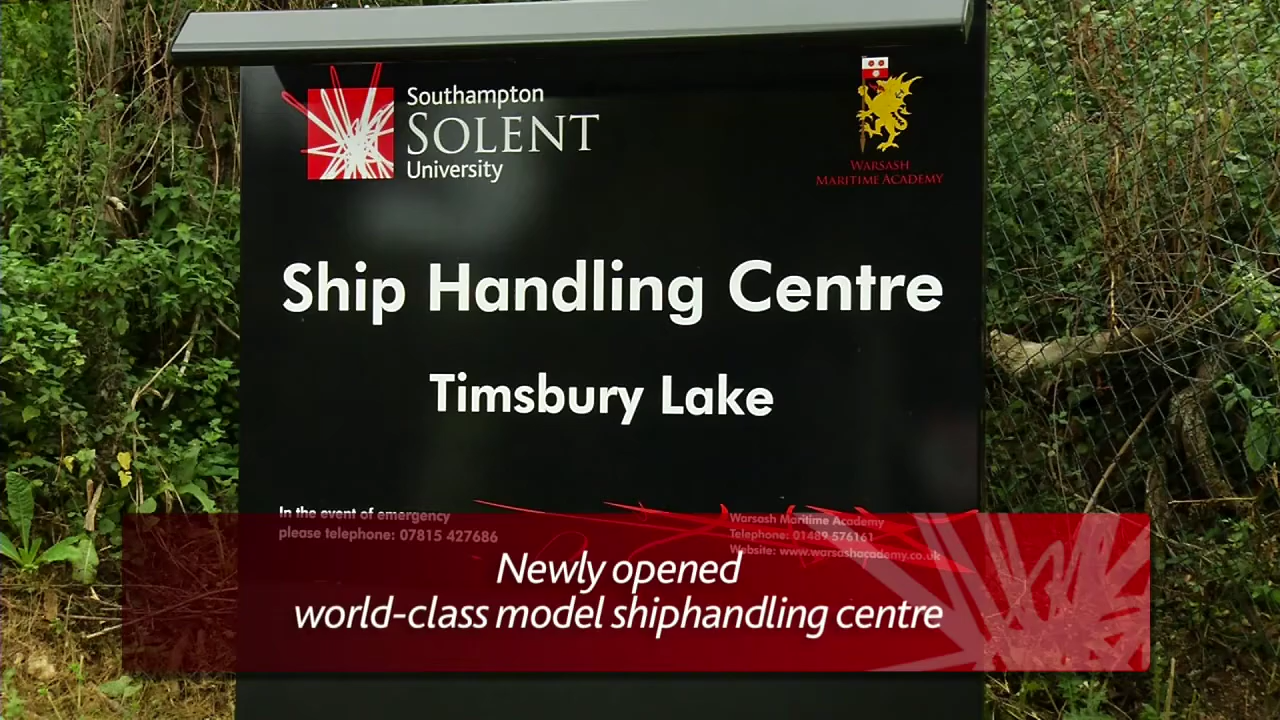 Southampton
SOLENT
University
WARSASH
MARITIME ACADEMY
Ship Handling Centre
Timsbury Lake
In the event of emergency
please telephone: 07815 427686
Warsash Maritime Academy
Telephone: 01489 576161
Website: www.warsashacademy.co.uk
Newly opened
world-class model shiphandling centre